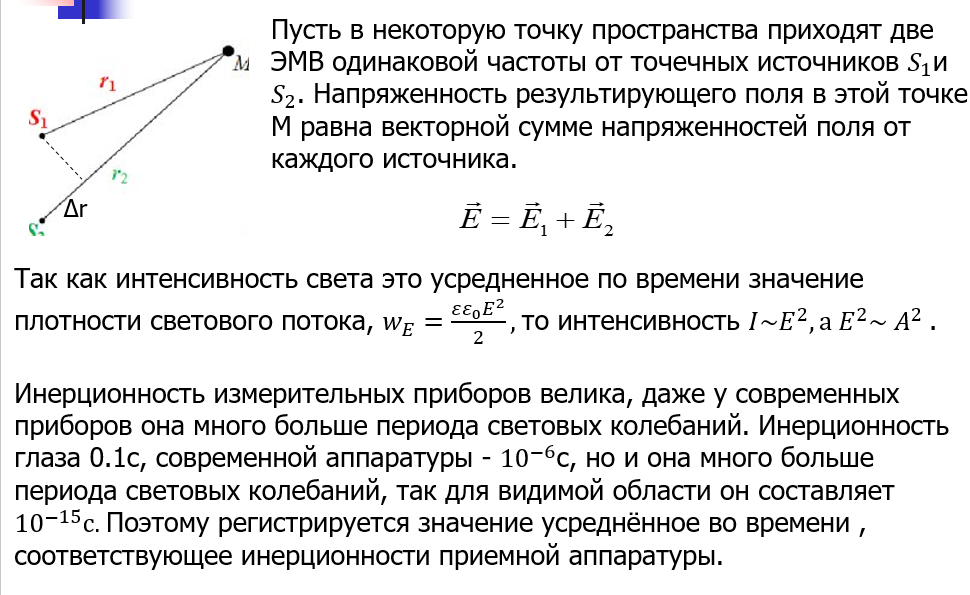 Пусть в некоторую точку пространства приходят две
ЭМВ одинаковой частоты от точечных источников S₁и
S₂. Напряженность результирующего поля в этой точке
М равна векторной сумме напряженностей поля от
каждого источника.
M
r₁
S₁
r₂
Δr
S₂
E⃗ = E⃗₁ + E⃗₂
Так как интенсивность света это усредненное по времени значение
плотности светового потока, w_E = εε₀E²/2, то интенсивность I~E², а E²~ A² .
Инерционность измерительных приборов велика, даже у современных
приборов она много больше периода световых колебаний. Инерционность
глаза 0.1с, современной аппаратуры - 10⁻⁶с, но и она много больше
периода световых колебаний, так для видимой области он составляет
10⁻¹⁵с. Поэтому регистрируется значение усреднённое во времени ,
соответствующее инерционности приемной аппаратуры.